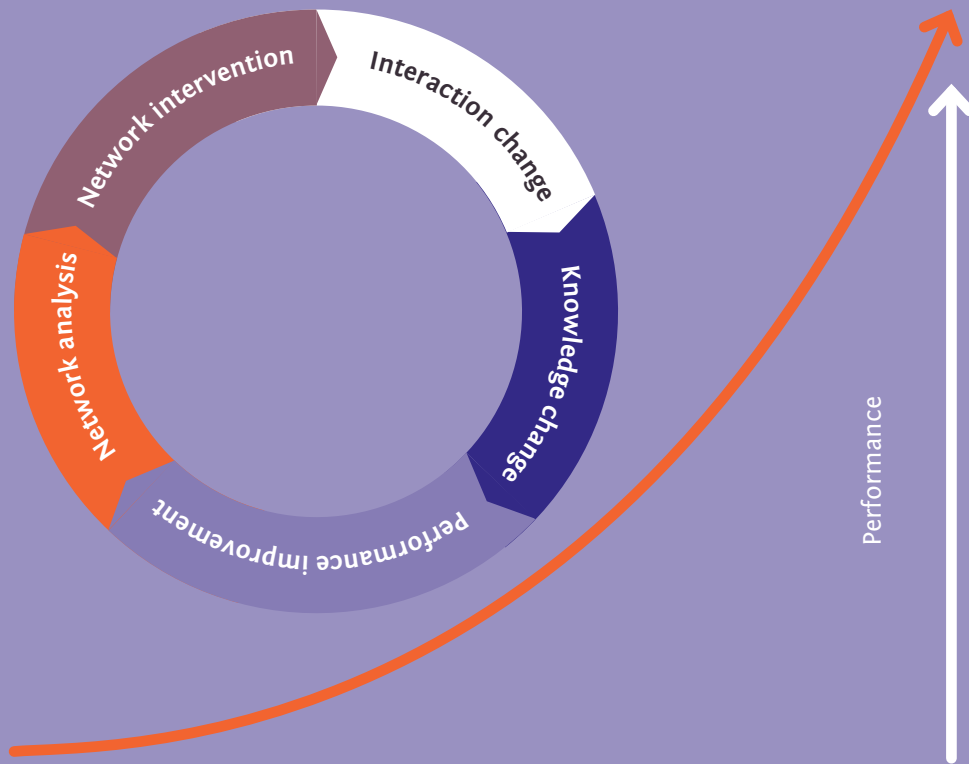 Network intervention
Interaction change
Knowledge change
Performance improvement
Network analysis
Performance